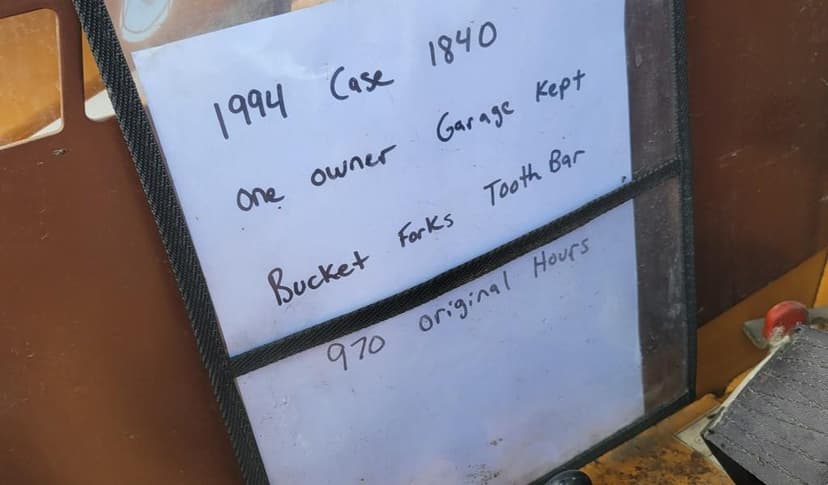 1994 Case 1840
one owner Garage Kept
Bucket Forks Tooth Bar
970 original Hours